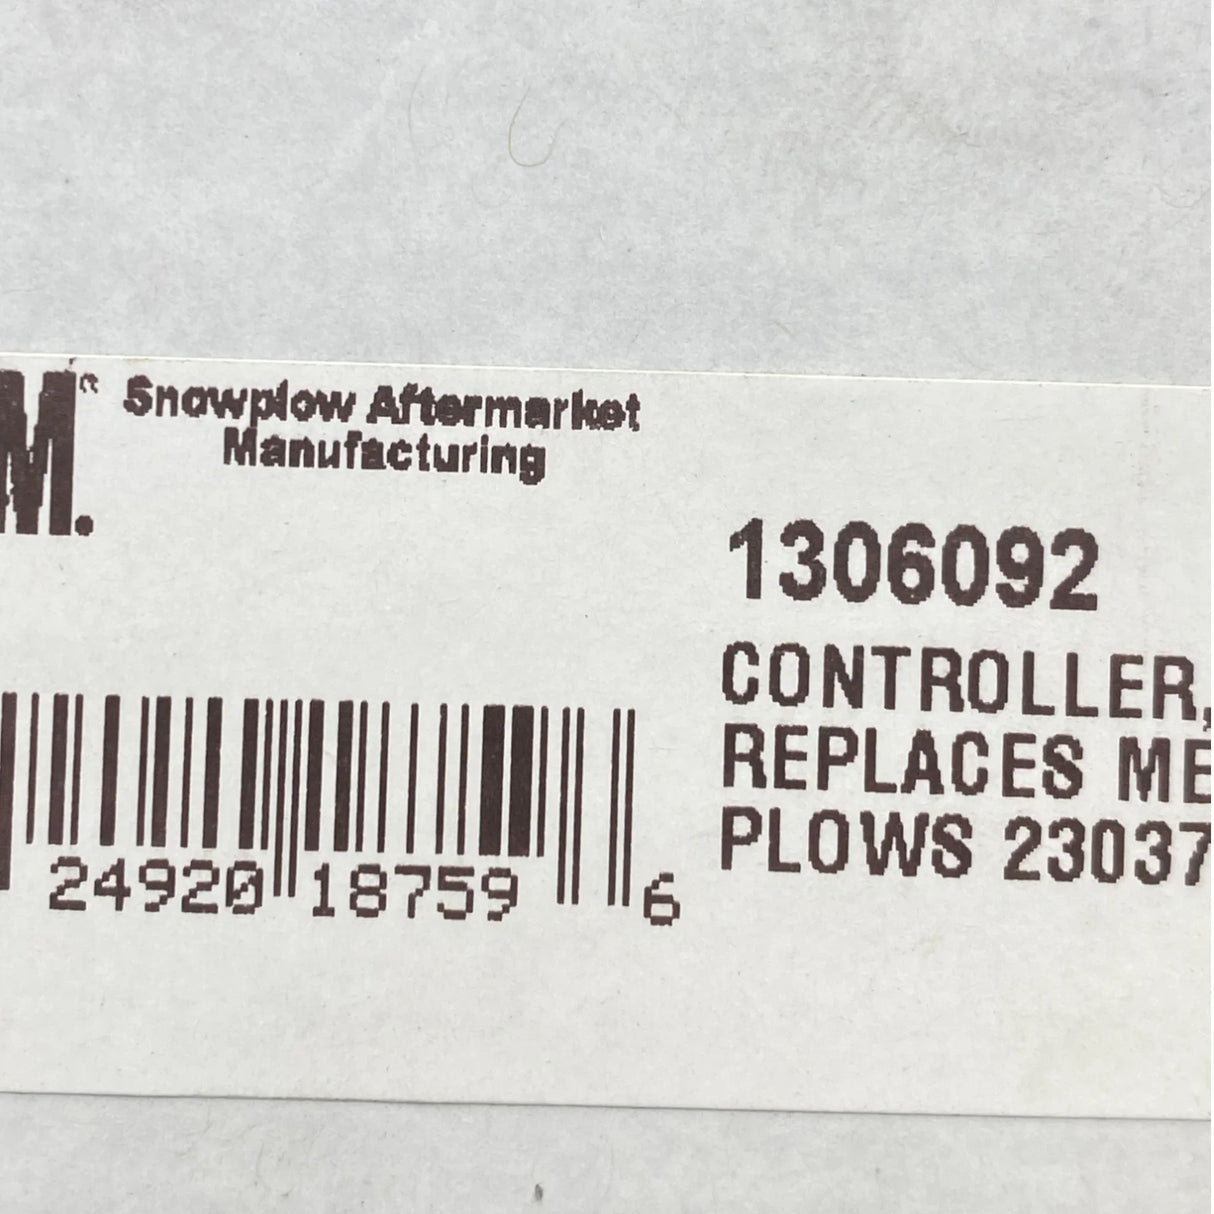 M.®
Snowplow Aftermarket
Manufacturing
1306092
CONTROLLER,
REPLACES ME
PLOWS 23037
24920 18759 6